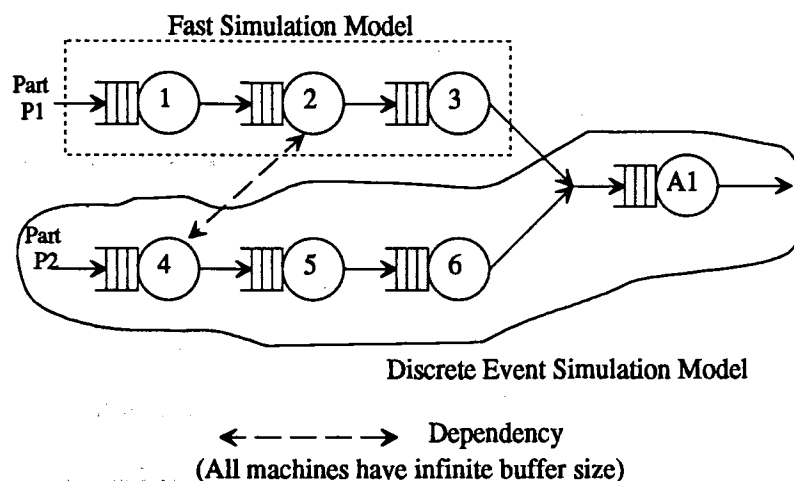 Fast Simulation Model
Part
P1
1
2
3
A1
Part
P2
4
5
6
Discrete Event Simulation Model
Dependency
(All machines have infinite buffer size)